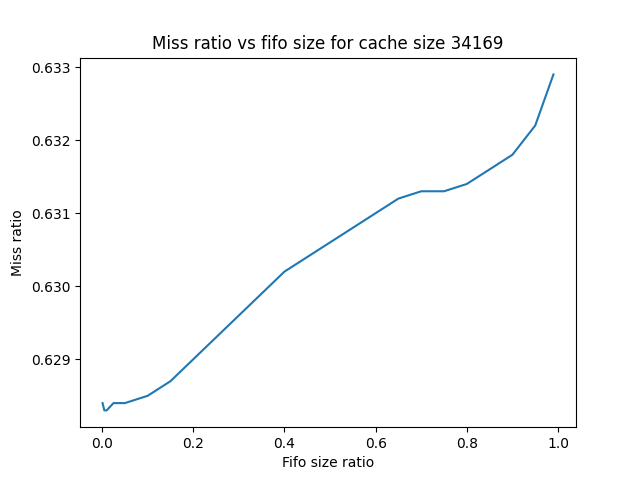 Miss ratio vs fifo size for cache size 34169
0.633
0.632
0.631
0.630
0.629
Miss ratio
0.0 0.2 0.4 0.6 0.8 1.0
Fifo size ratio